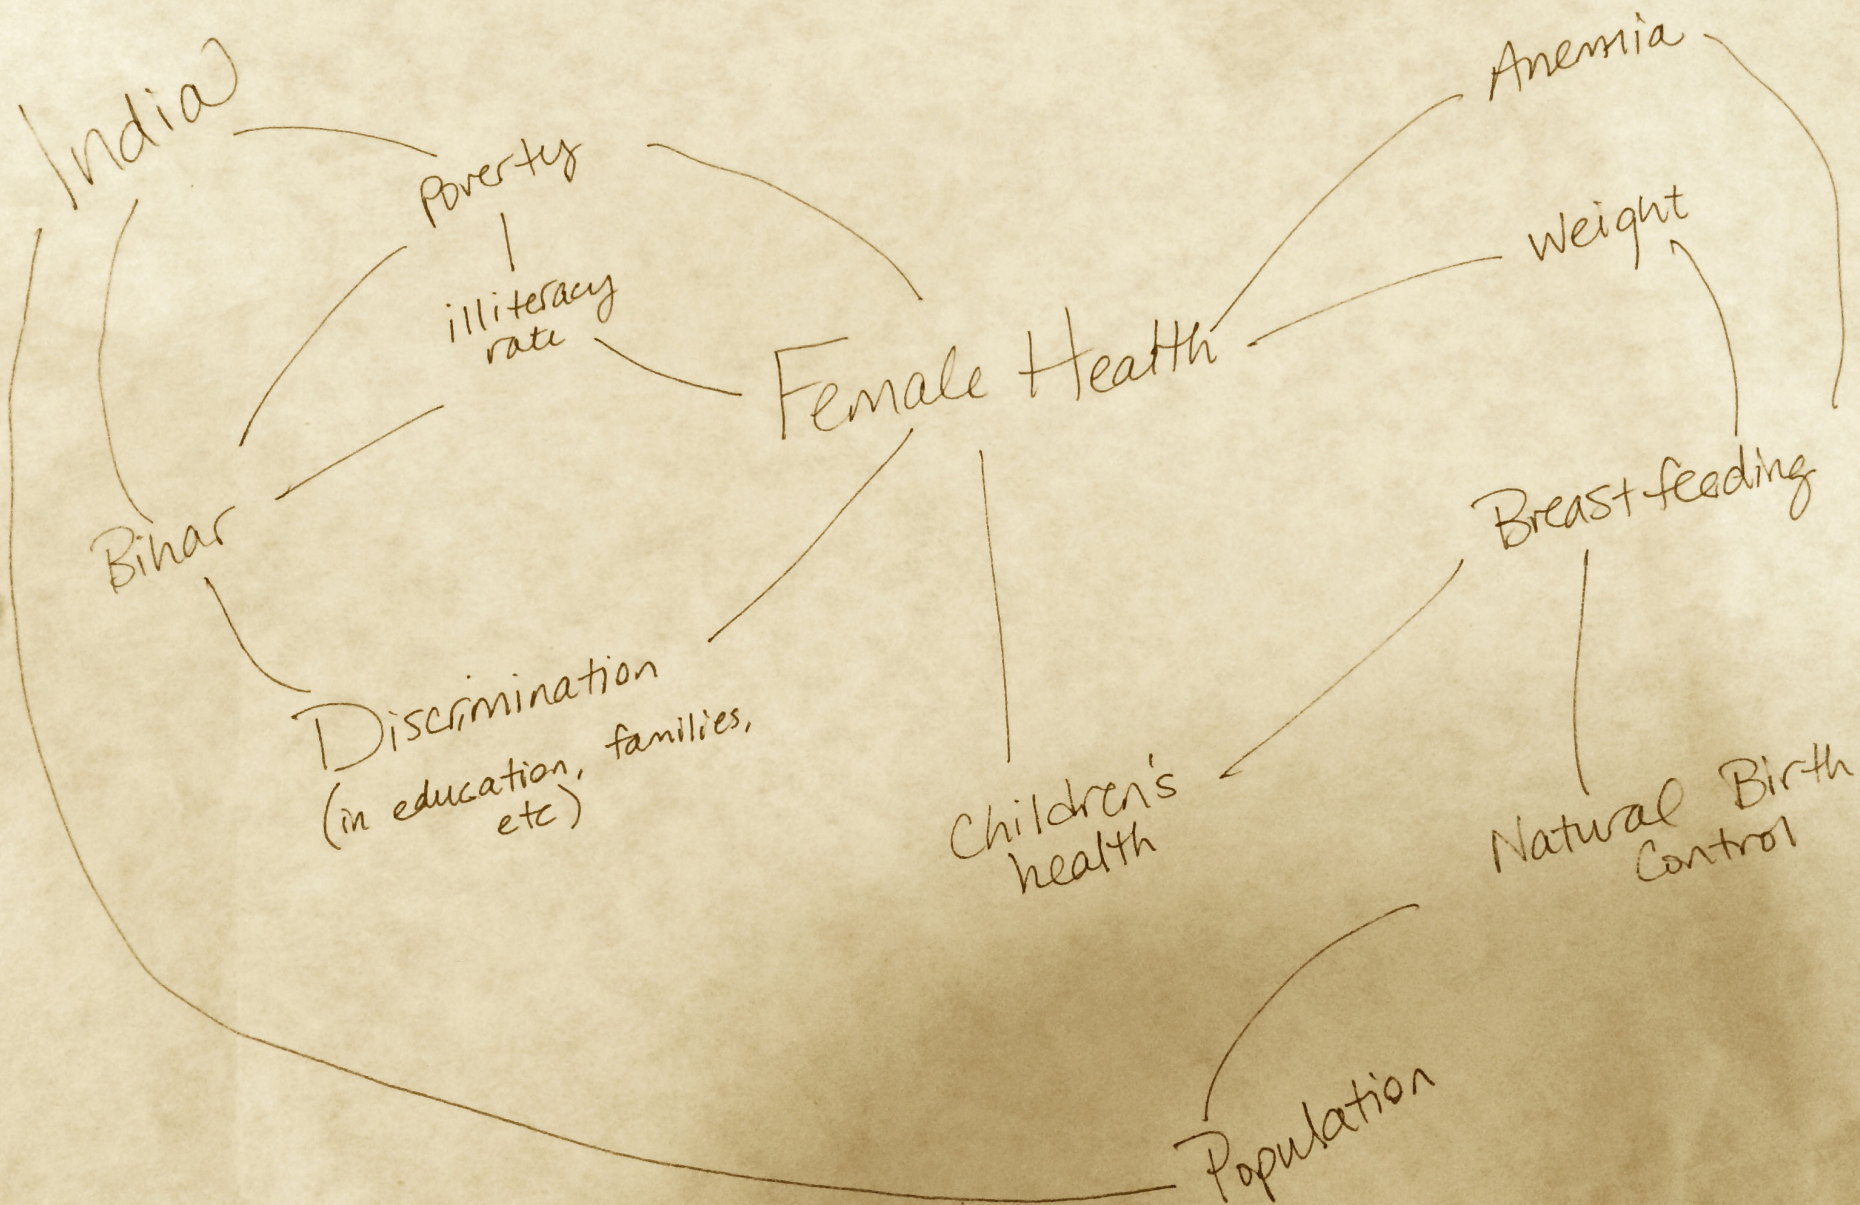 India
Anemia
Poverty
Weight
illiteracy
rate
Female Health
Breastfeeding
Bihar
Discrimination
(in education, families,
etc)
Children's
health
Natural Birth
Control
Population